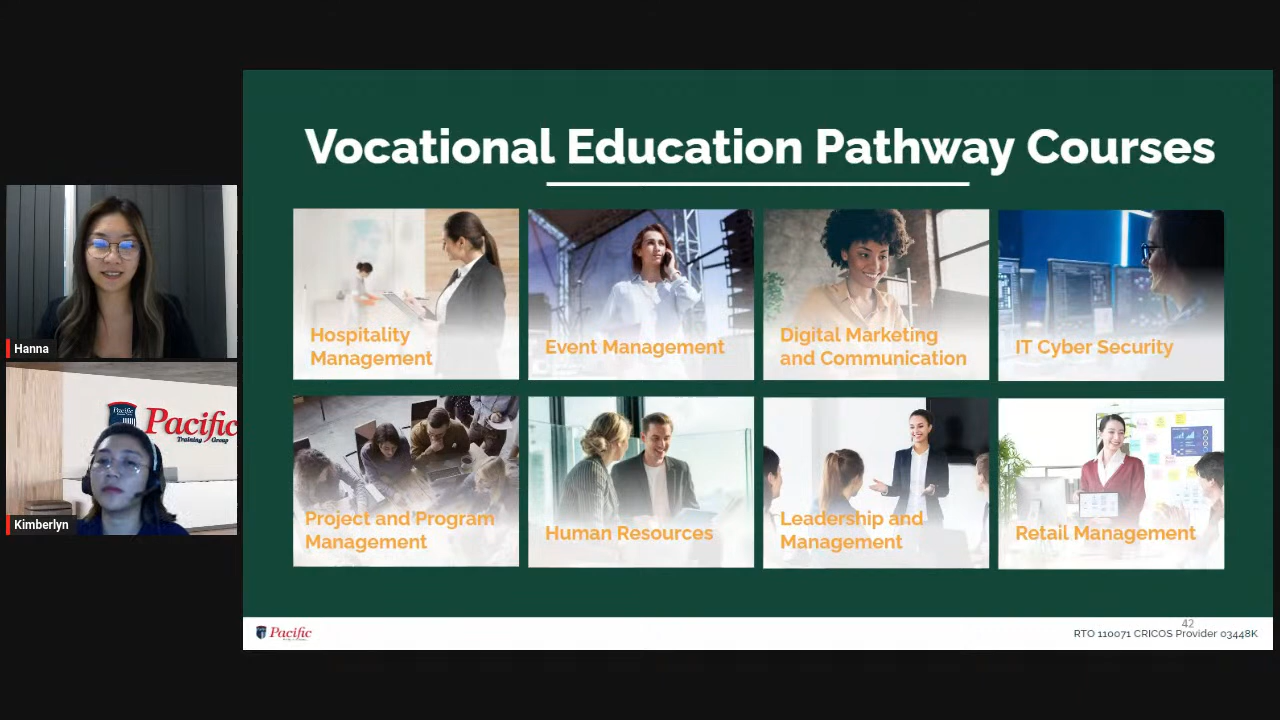 Vocational Education Pathway Courses
Hospitality
Management
Event Management
Digital Marketing
and Communication
IT Cyber Security
Project and Program
Management
Human Resources
Leadership and
Management
Retail Management
Hanna
Pacific
Training Group
Kimberlyn
Pacific
42
RTO 110071 CRICOS Provider 03448K